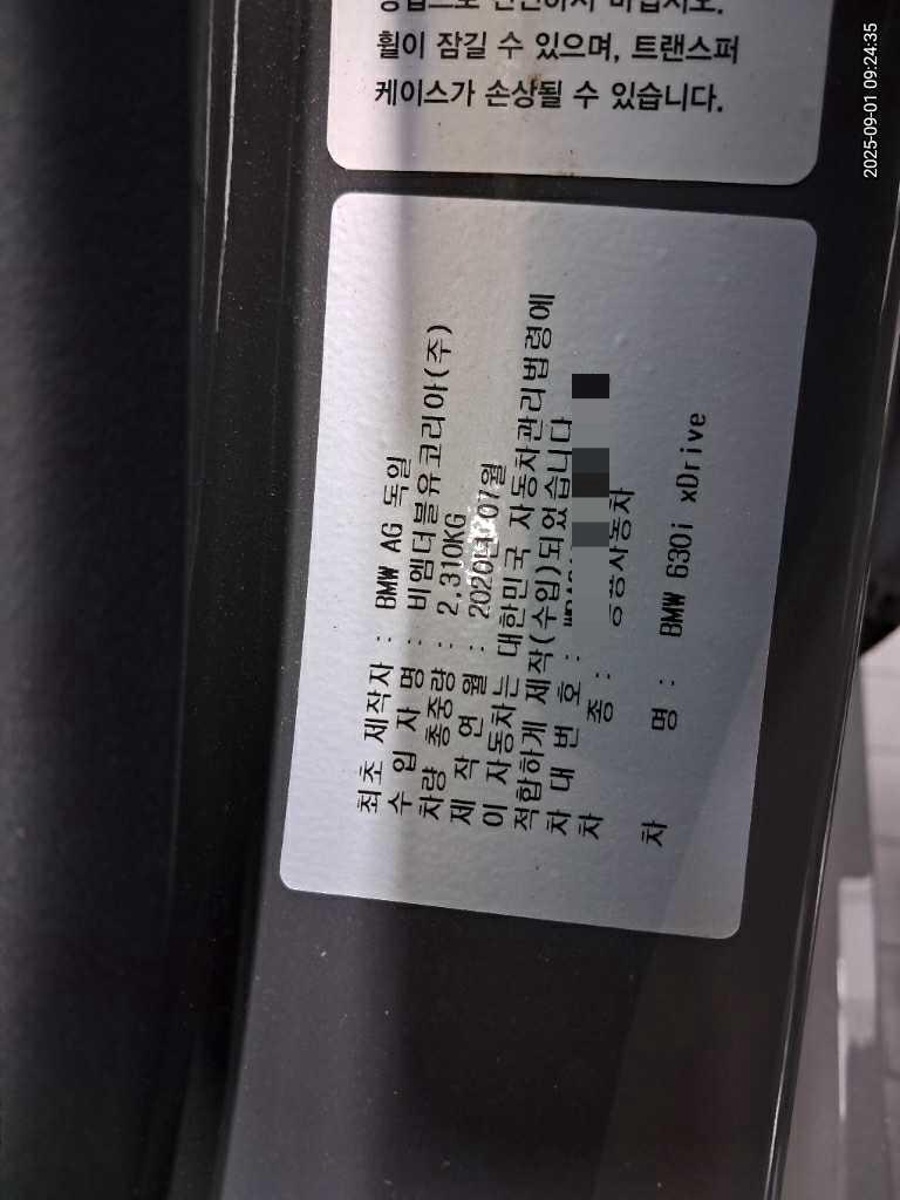 휠이 잠길 수 있으며, 트랜스퍼
케이스가 손상될 수 있습니다.
최초 제작자 : BMW AG 독일
수 입 자 명 : 비엠더블유코리아(주)
차량 총중량 : 2,310KG
제 작 연 월 : 2020년 07월
이 자동차는 대한민국 자동차관리법령에
적합하게 제작(수입)되었습니다
차 대 번 호 :
차 종 :
차 명 : BMW 630i xDrive
2025-09-01 09:24:35